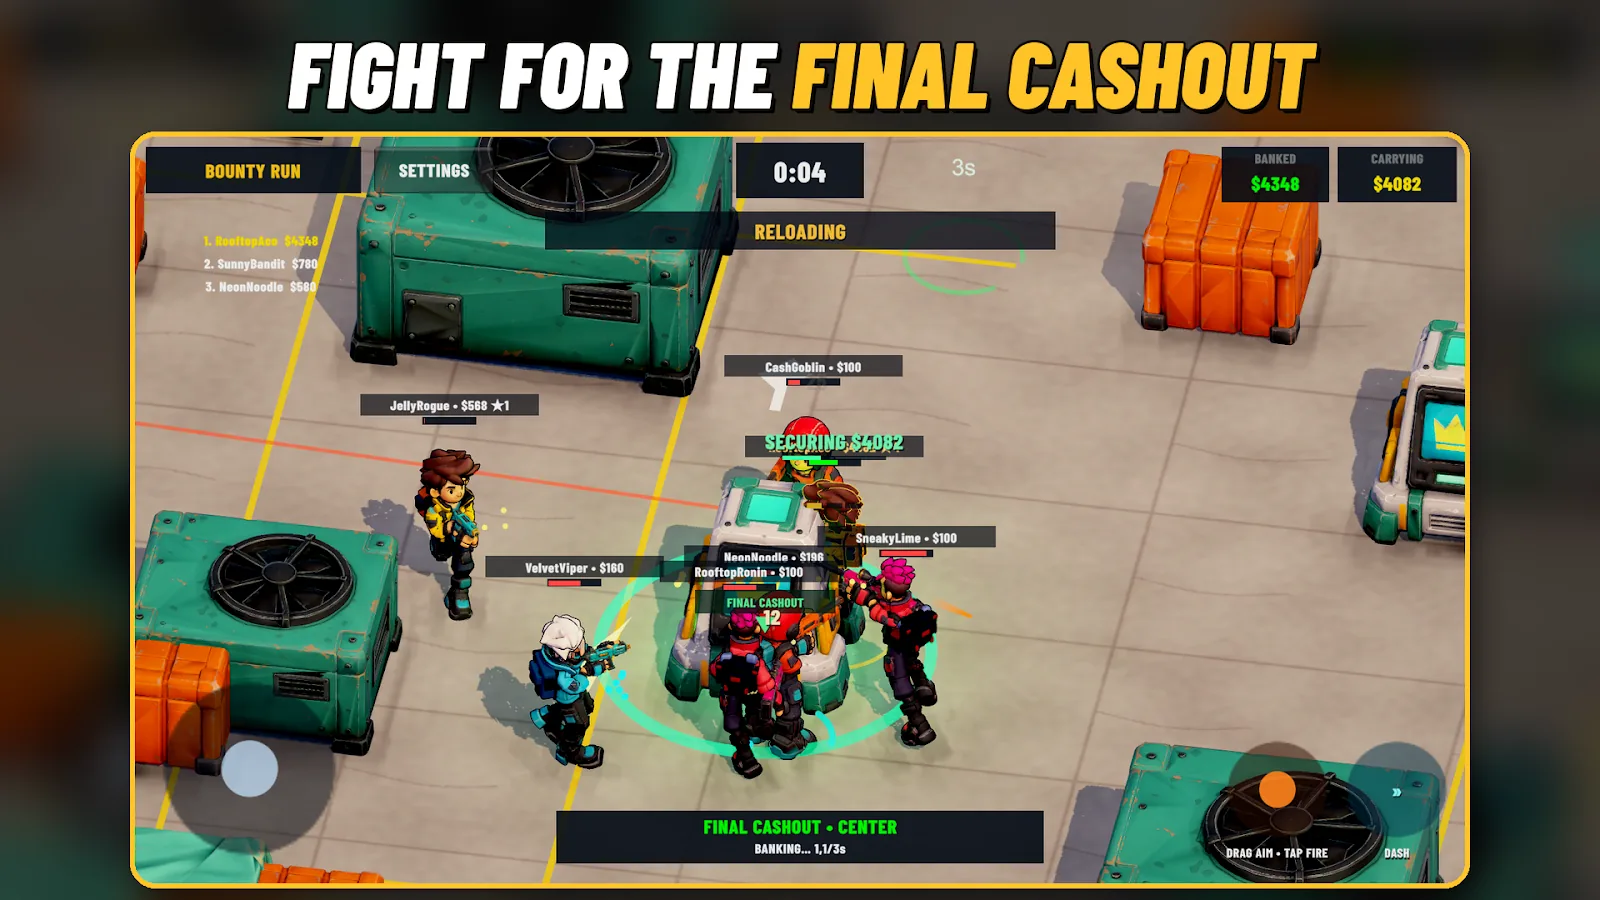 FIGHT FOR THE FINAL CASHOUT
BOUNTY RUN
SETTINGS
0:04
3s
BANKED
$4348
CARRYING
$4082
RELOADING
1. RooftopAce $4348
2. SunnyBandit $780
3. NeonNoodle $580
CashGoblin • $100
JellyRogue • $568 ★1
SECURING $4082
SneakyLime • $100
NeonNoodle • $196
VelvetViper • $160
RooftopRonin • $100
FINAL CASHOUT
12
FINAL CASHOUT • CENTER
BANKING... 1,1/3s
»
DRAG AIM • TAP FIRE
DASH